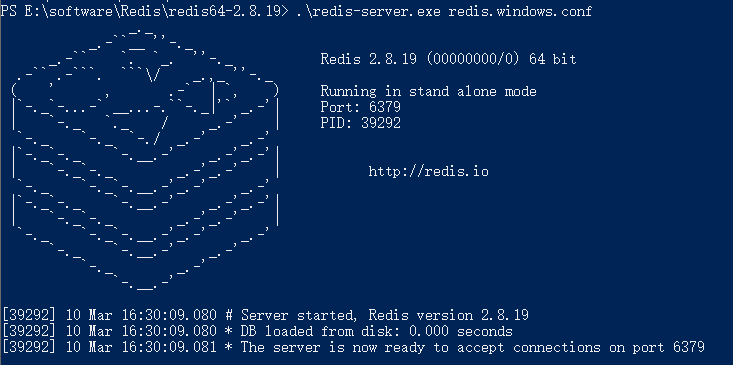 PS E:\software\Redis\redis64-2.8.19> .\redis-server.exe redis.windows.conf
Redis 2.8.19 (00000000/0) 64 bit
Running in stand alone mode
Port: 6379
PID: 39292
http://redis.io
[39292] 10 Mar 16:30:09.080 # Server started, Redis version 2.8.19
[39292] 10 Mar 16:30:09.080 * DB loaded from disk: 0.000 seconds
[39292] 10 Mar 16:30:09.081 * The server is now ready to accept connections on port 6379